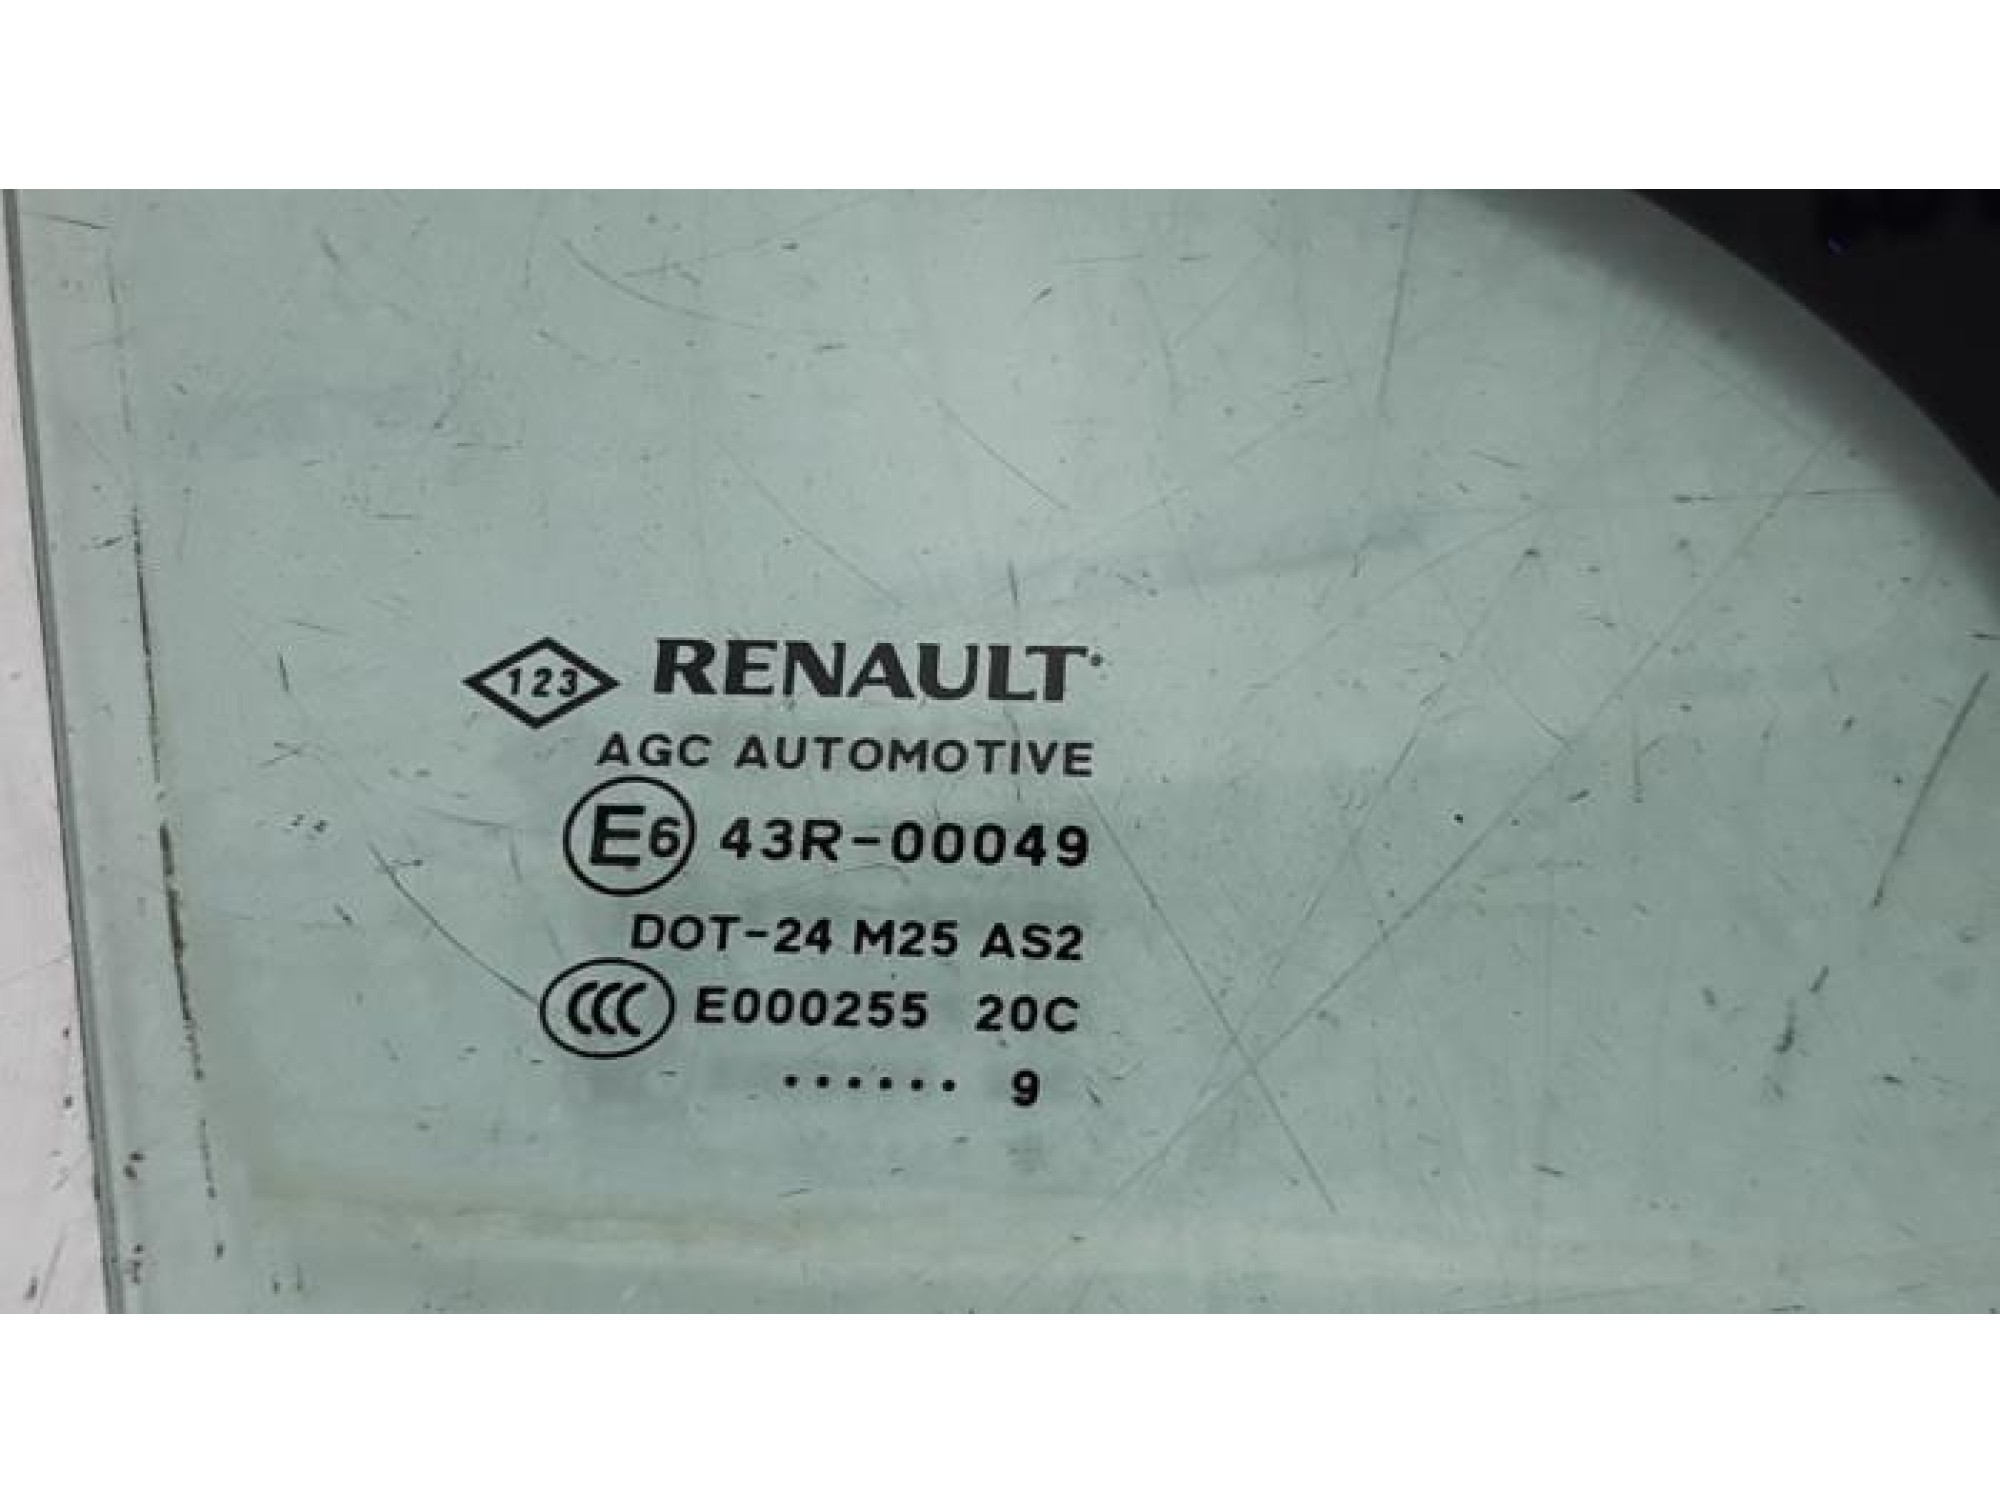 123 RENAULT
AGC AUTOMOTIVE
E6 43R-00049
DOT-24 M25 AS2
CCC E000255 20C
...... 9